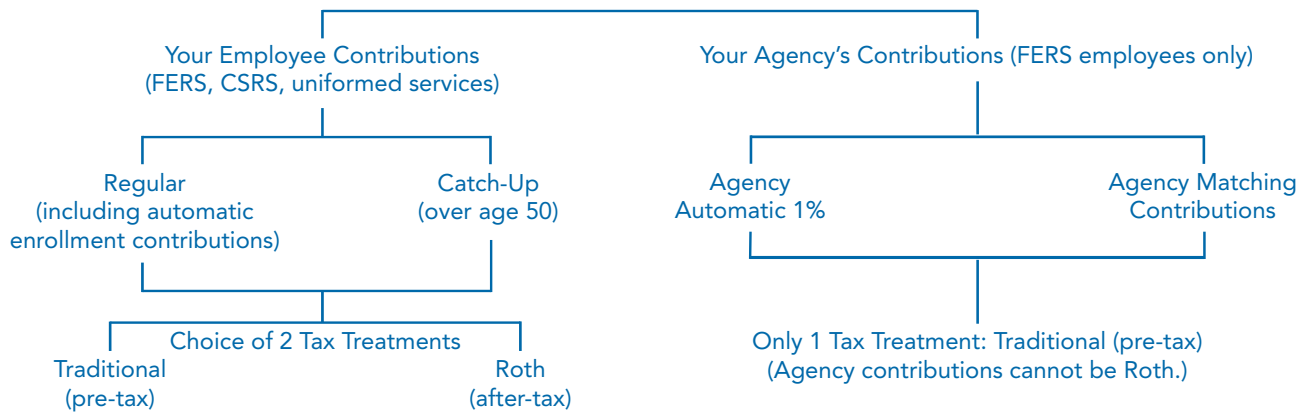 Your Employee Contributions
(FERS, CSRS, uniformed services)
Your Agency’s Contributions (FERS employees only)
Regular
(including automatic
enrollment contributions)
Catch-Up
(over age 50)
Agency
Automatic 1%
Agency Matching
Contributions
Choice of 2 Tax Treatments
Traditional
(pre-tax)
Roth
(after-tax)
Only 1 Tax Treatment: Traditional (pre-tax)
(Agency contributions cannot be Roth.)